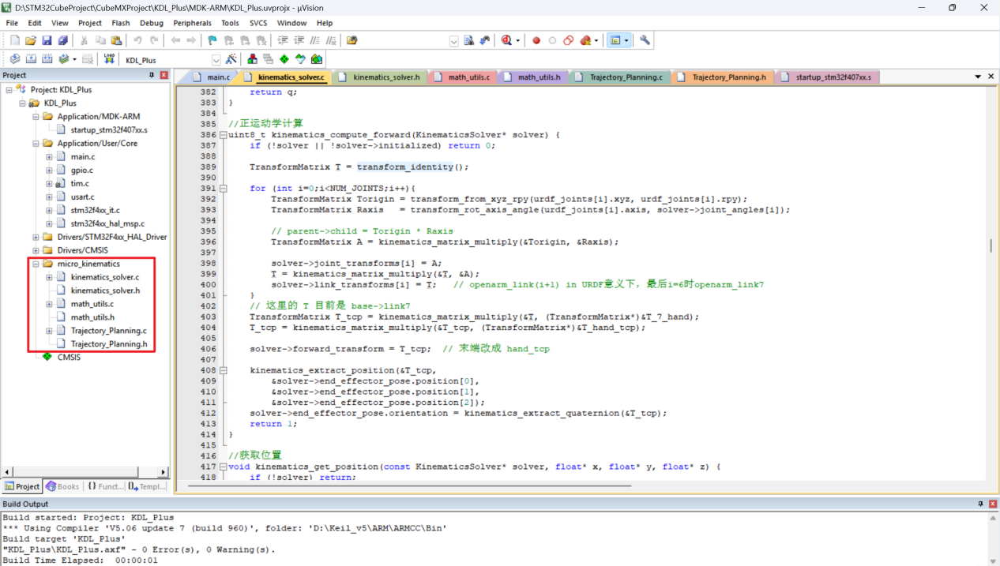 D:\STM32CubeProject\CubeMXProject\KDL_Plus\MDK-ARM\KDL_Plus.uvprojx - µVision
File Edit View Project Flash Debug Peripherals Tools SVCS Window Help
LOAD
KDL_Plus
Project
Project: KDL_Plus
KDL_Plus
Application/MDK-ARM
startup_stm32f407xx.s
Application/User/Core
main.c
gpio.c
tim.c
usart.c
stm32f4xx_it.c
stm32f4xx_hal_msp.c
Drivers/STM32F4xx_HAL_Driver
Drivers/CMSIS
micro_kinematics
kinematics_solver.c
kinematics_solver.h
math_utils.c
math_utils.h
Trajectory_Planning.c
Trajectory_Planning.h
CMSIS
Project Books {} Funct... Templ...
main.c kinematics_solver.c kinematics_solver.h math_utils.c math_utils.h Trajectory_Planning.c Trajectory_Planning.h startup_stm32f407xx.s
382 return q;
383 }
384
385 //正运动学计算
386 uint8_t kinematics_compute_forward(KinematicsSolver* solver) {
387 if (!solver || !solver->initialized) return 0;
388
389 TransformMatrix T = transform_identity();
390
391 for (int i=0;i<NUM_JOINTS;i++){
392 TransformMatrix Torigin = transform_from_xyz_rpy(urdf_joints[i].xyz, urdf_joints[i].rpy);
393 TransformMatrix Raxis   = transform_rot_axis_angle(urdf_joints[i].axis, solver->joint_angles[i]);
394
395 // parent->child = Torigin * Raxis
396 TransformMatrix A = kinematics_matrix_multiply(&Torigin, &Raxis);
397
398 solver->joint_transforms[i] = A;
399 T = kinematics_matrix_multiply(&T, &A);
400 solver->link_transforms[i] = T;   // openarm_link(i+1) in URDF意义下，最后i=6时openarm_link7
401 }
402 // 这里的 T 目前是 base->link7
403 TransformMatrix T_tcp = kinematics_matrix_multiply(&T, (TransformMatrix*)&T_7_hand);
404 T_tcp = kinematics_matrix_multiply(&T_tcp, (TransformMatrix*)&T_hand_tcp);
405
406 solver->forward_transform = T_tcp;  // 末端改成 hand_tcp
407
408 kinematics_extract_position(&T_tcp,
409 &solver->end_effector_pose.position[0],
410 &solver->end_effector_pose.position[1],
411 &solver->end_effector_pose.position[2]);
412 solver->end_effector_pose.orientation = kinematics_extract_quaternion(&T_tcp);
413 return 1;
414 }
415
416 //获取位置
417 void kinematics_get_position(const KinematicsSolver* solver, float* x, float* y, float* z) {
418 if (!solver) return;
Build Output
Build started: Project: KDL_Plus
*** Using Compiler 'V5.06 update 7 (build 960)', folder: 'D:\Keil_v5\ARM\ARMCC\Bin'
Build target 'KDL_Plus'
"KDL_Plus\KDL_Plus.axf" - 0 Error(s), 0 Warning(s).
Build Time Elapsed:  00:00:01